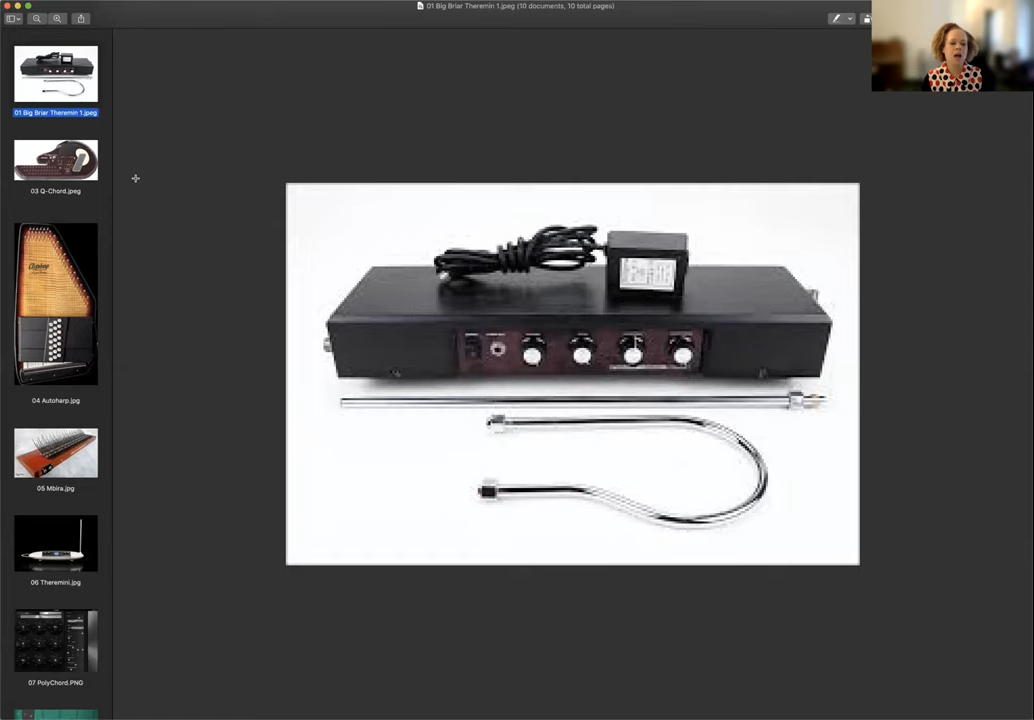 01 Big Briar Theremin 1.jpeg (10 documents, 10 total pages)
01 Big Briar Theremin 1.jpeg
03 Q-Chord.jpeg
04 Autoharp.jpg
05 Mbira.jpg
06 Theremini.jpg
07 PolyChord.PNG